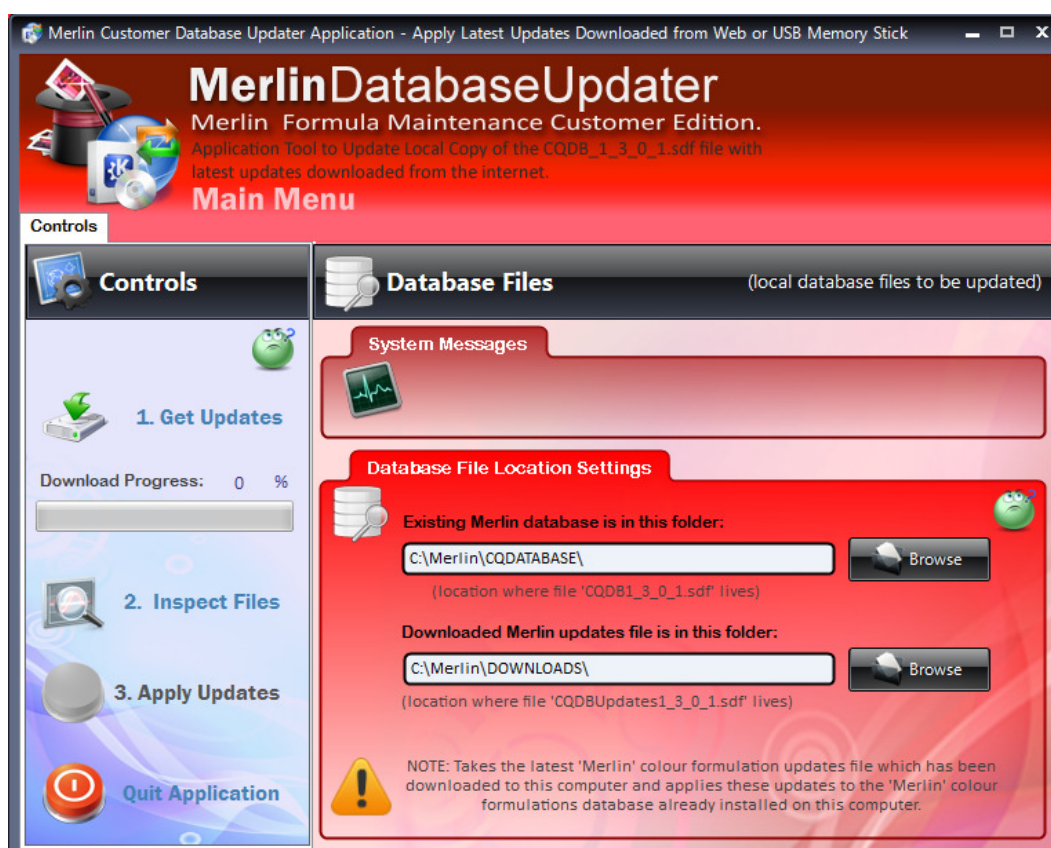 Merlin Customer Database Updater Application - Apply Latest Updates Downloaded from Web or USB Memory Stick
MerlinDatabaseUpdater
Merlin Formula Maintenance Customer Edition.
Application Tool to Update Local Copy of the CQDB_1_3_0_1.sdf file with
latest updates downloaded from the internet.
Main Menu
Controls
Controls
1. Get Updates
Download Progress: 0 %
2. Inspect Files
3. Apply Updates
Quit Application
Database Files
(local database files to be updated)
System Messages
Database File Location Settings
Existing Merlin database is in this folder:
C:\Merlin\CQDATABASE\
Browse
(location where file 'CQDB1_3_0_1.sdf' lives)
Downloaded Merlin updates file is in this folder:
C:\Merlin\DOWNLOADS\
Browse
(location where file 'CQDBUpdates1_3_0_1.sdf' lives)
NOTE: Takes the latest 'Merlin' colour formulation updates file which has been
downloaded to this computer and applies these updates to the 'Merlin' colour
formulations database already installed on this computer.